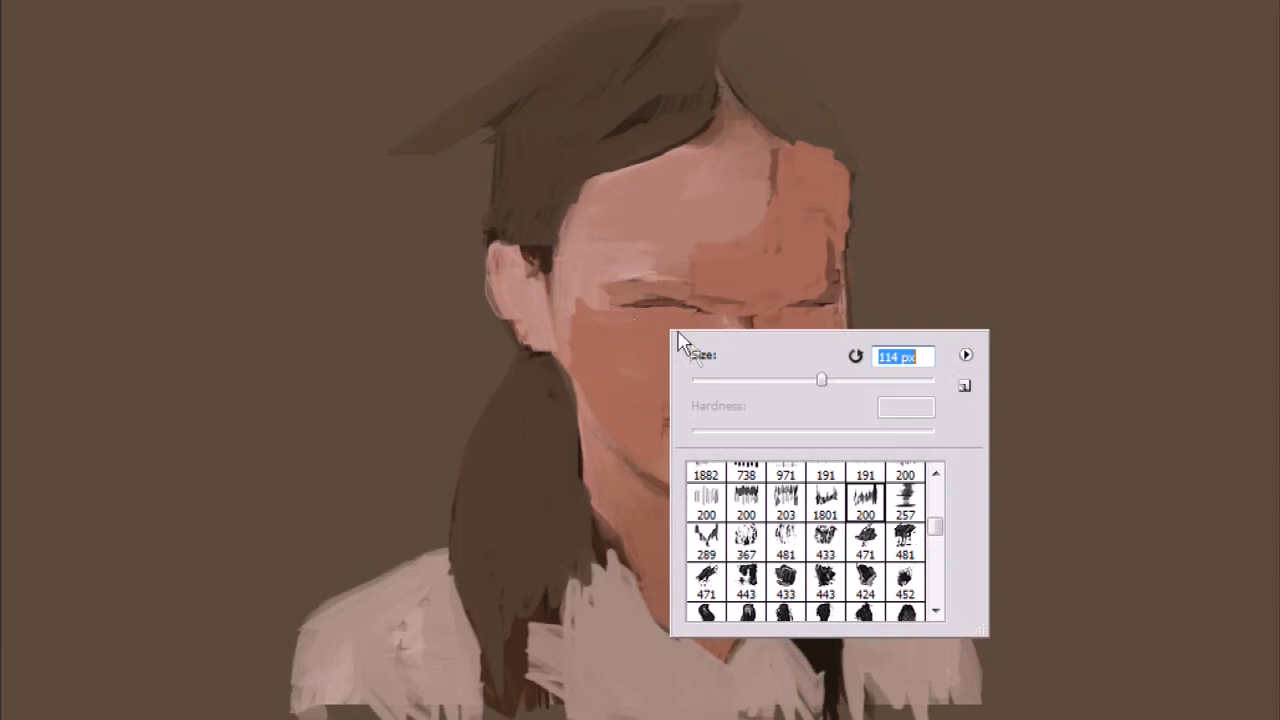 Size:
114 px
Hardness:
1882 738 971 191 191 200
200 200 203 1801 200 257
289 367 481 433 471 481
471 443 433 443 424 452